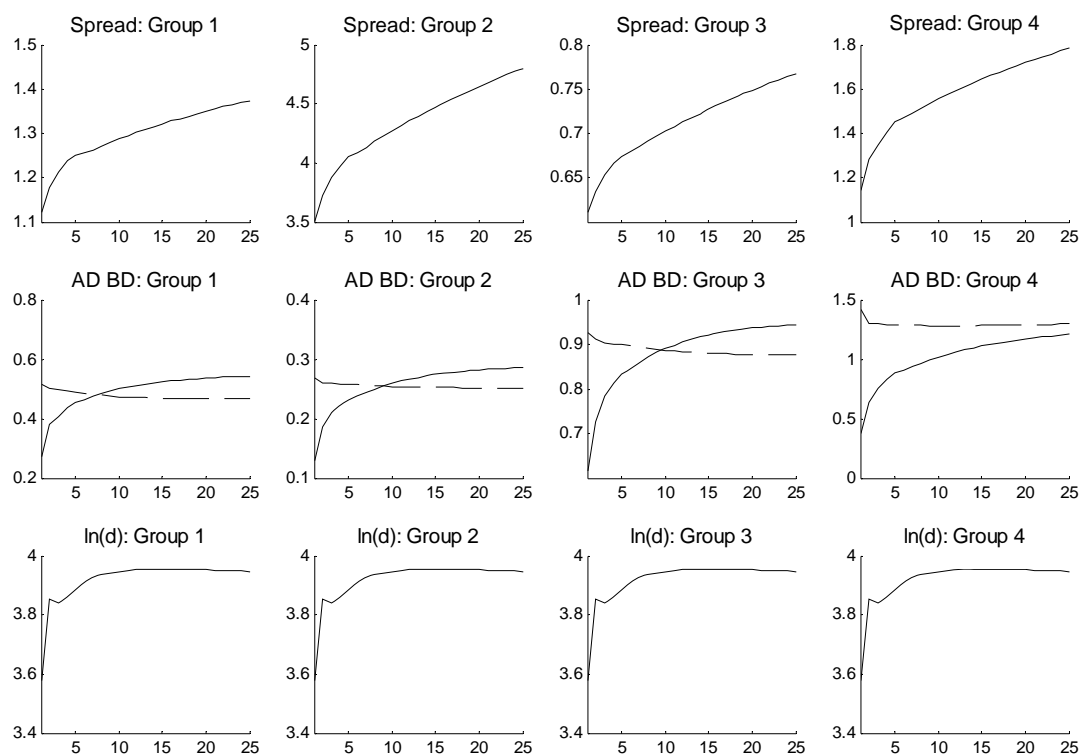 Spread: Group 1
1.5
1.4
1.3
1.2
1.1
5 10 15 20 25
Spread: Group 2
5
4.5
4
3.5
5 10 15 20 25
Spread: Group 3
0.8
0.75
0.7
0.65
5 10 15 20 25
Spread: Group 4
1.8
1.6
1.4
1.2
1
5 10 15 20 25
AD BD: Group 1
0.8
0.6
0.4
0.2
5 10 15 20 25
AD BD: Group 2
0.4
0.3
0.2
0.1
5 10 15 20 25
AD BD: Group 3
1
0.9
0.8
0.7
5 10 15 20 25
AD BD: Group 4
1.5
1
0.5
0
5 10 15 20 25
ln(d): Group 1
4
3.8
3.6
3.4
5 10 15 20 25
ln(d): Group 2
4
3.8
3.6
3.4
5 10 15 20 25
ln(d): Group 3
4
3.8
3.6
3.4
5 10 15 20 25
ln(d): Group 4
4
3.8
3.6
3.4
5 10 15 20 25